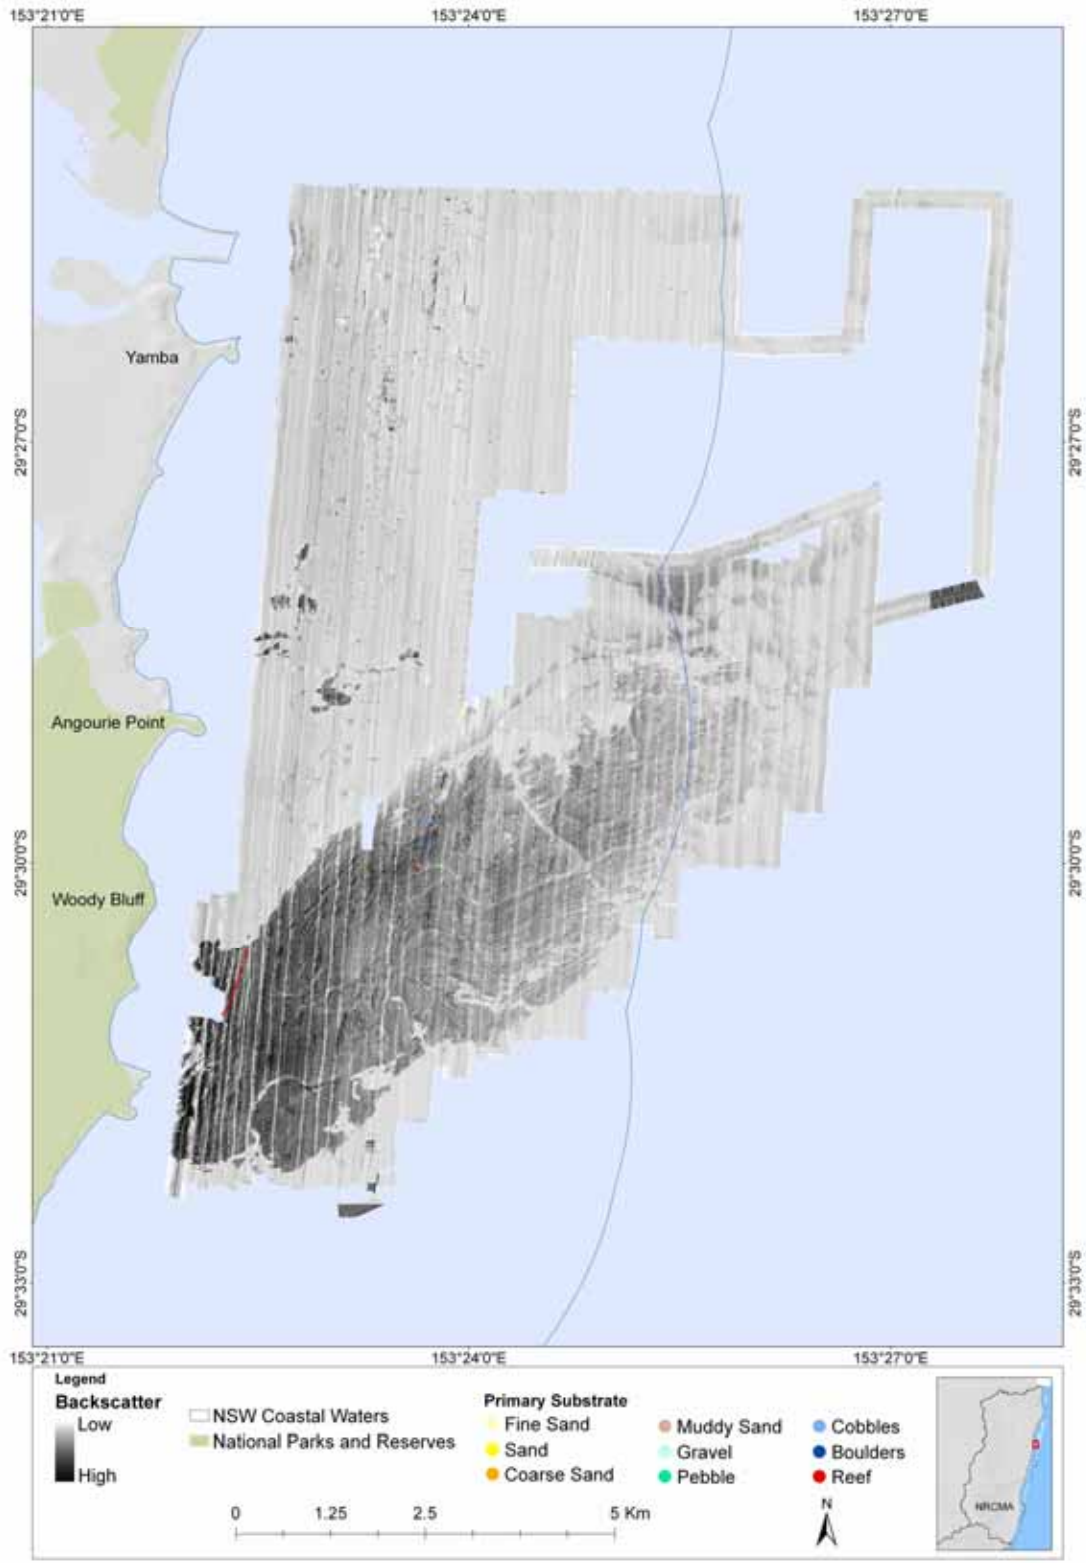 153°21'0"E 153°24'0"E 153°27'0"E
Yamba
29°27'0"S 29°27'0"S
Angourie Point
29°30'0"S 29°30'0"S
Woody Bluff
29°33'0"S 29°33'0"S
153°21'0"E 153°24'0"E 153°27'0"E
Legend
Backscatter
Low
High
NSW Coastal Waters
National Parks and Reserves
Primary Substrate
Fine Sand
Sand
Coarse Sand
Muddy Sand
Gravel
Pebble
Cobbles
Boulders
Reef
0 1.25 2.5 5 Km
N
NRCMA